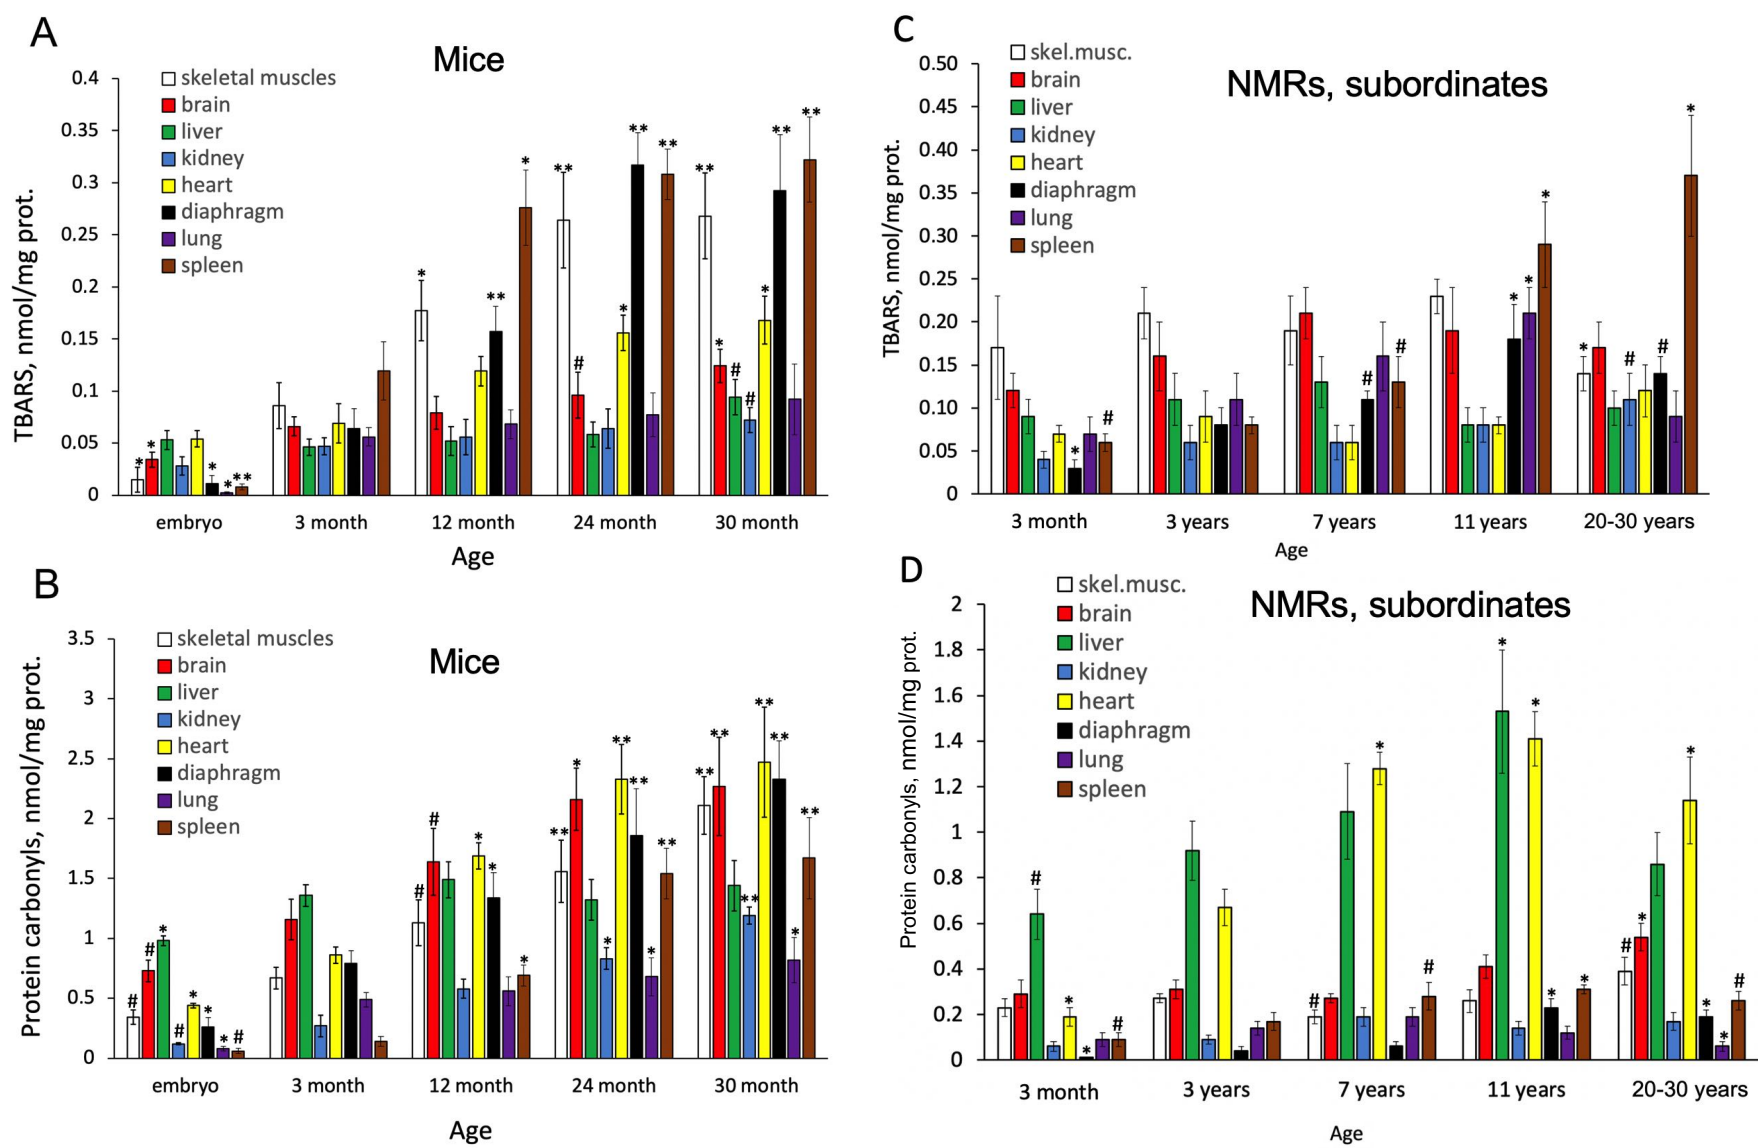 A
Mice
TBARS, nmol/mg prot.
0.4
0.35
0.3
0.25
0.2
0.15
0.1
0.05
0
skeletal muscles
brain
liver
kidney
heart
diaphragm
lung
spleen
* * * * **
* ** *
** # * ** **
** * # # * ** **
embryo 3 month 12 month 24 month 30 month
Age
B
Mice
Protein carbonyls, nmol/mg prot.
3.5
3
2.5
2
1.5
1
0.5
0
skeletal muscles
brain
liver
kidney
heart
diaphragm
lung
spleen
# # * # * * * #
# # * * *
** * * ** ** * **
** ** ** ** ** * **
embryo 3 month 12 month 24 month 30 month
Age
C
NMRs, subordinates
TBARS, nmol/mg prot.
0.50
0.45
0.40
0.35
0.30
0.25
0.20
0.15
0.10
0.05
0
skel.musc.
brain
liver
kidney
heart
diaphragm
lung
spleen
* #
# #
* * *
* # # *
3 month 3 years 7 years 11 years 20-30 years
Age
D
NMRs, subordinates
Protein carbonyls, nmol/mg prot.
2
1.8
1.6
1.4
1.2
1
0.8
0.6
0.4
0.2
0
skel.musc.
brain
liver
kidney
heart
diaphragm
lung
spleen
# * * #
# * #
* * * *
# * * * * #
3 month 3 years 7 years 11 years 20-30 years
Age